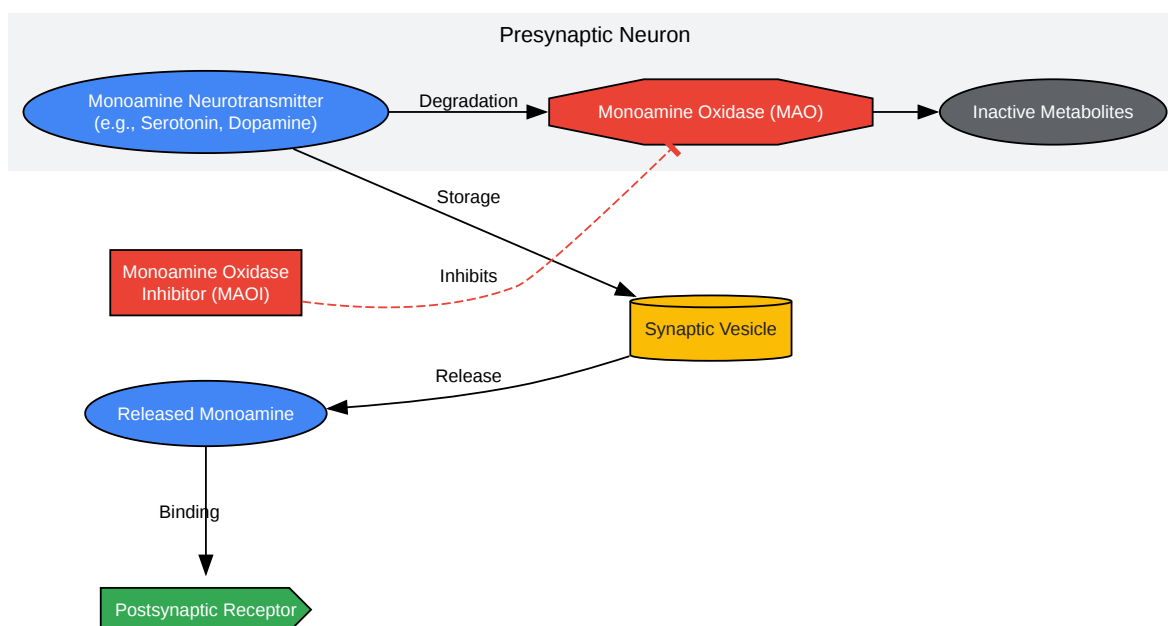 Presynaptic Neuron
Monoamine Neurotransmitter
(e.g., Serotonin, Dopamine)
Degradation
Monoamine Oxidase (MAO)
Inactive Metabolites
Storage
Monoamine Oxidase
Inhibitor (MAOI)
Inhibits
Synaptic Vesicle
Release
Released Monoamine
Binding
Postsynaptic Receptor